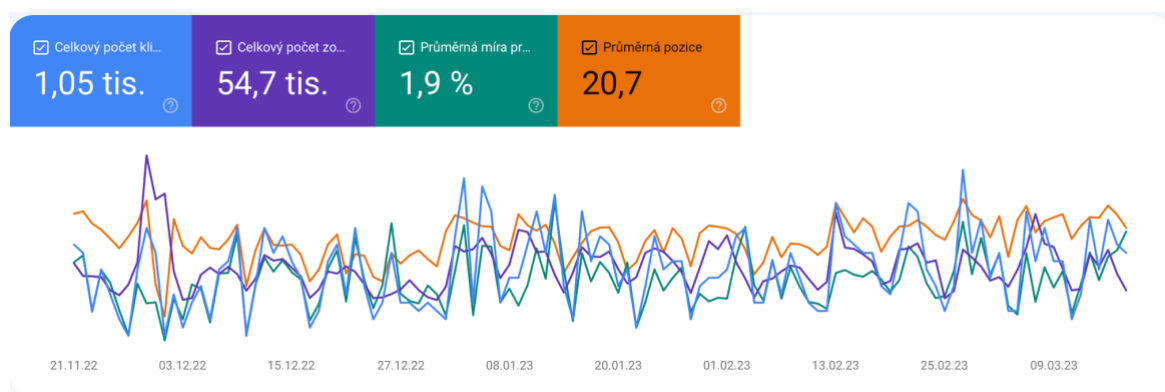 Celkový počet kli...
Celkový počet zo...
Průměrná míra pr...
Průměrná pozice
1,05 tis.
54,7 tis.
1,9 %
20,7
21.11.22
03.12.22
15.12.22
27.12.22
08.01.23
20.01.23
01.02.23
13.02.23
25.02.23
09.03.23